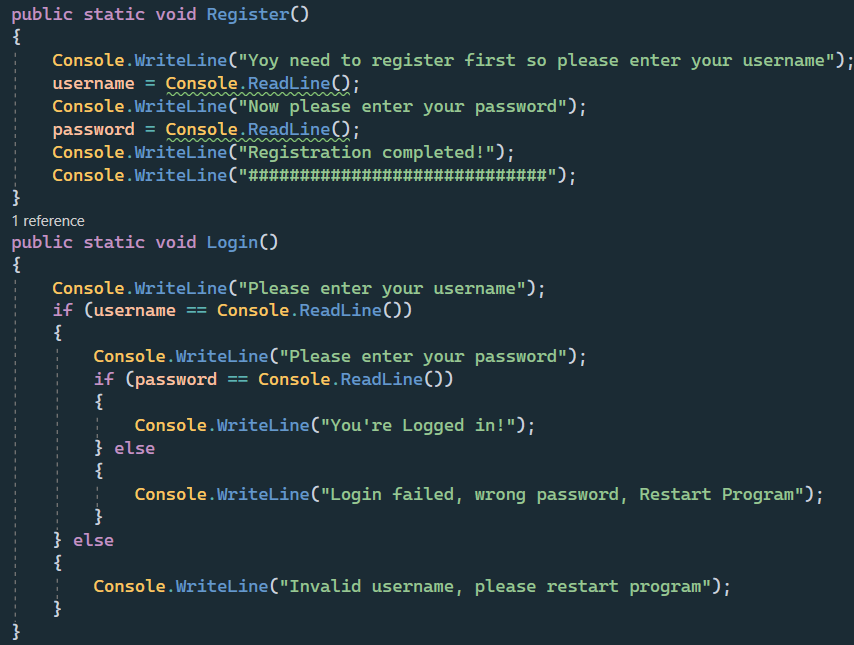 public static void Register()
{
    Console.WriteLine("Yoy need to register first so please enter your username");
    username = Console.ReadLine();
    Console.WriteLine("Now please enter your password");
    password = Console.ReadLine();
    Console.WriteLine("Registration completed!");
    Console.WriteLine("#############################");
}
1 reference
public static void Login()
{
    Console.WriteLine("Please enter your username");
    if (username == Console.ReadLine())
    {
        Console.WriteLine("Please enter your password");
        if (password == Console.ReadLine())
        {
            Console.WriteLine("You're Logged in!");
        } else
        {
            Console.WriteLine("Login failed, wrong password, Restart Program");
        }
    } else
    {
        Console.WriteLine("Invalid username, please restart program");
    }
}